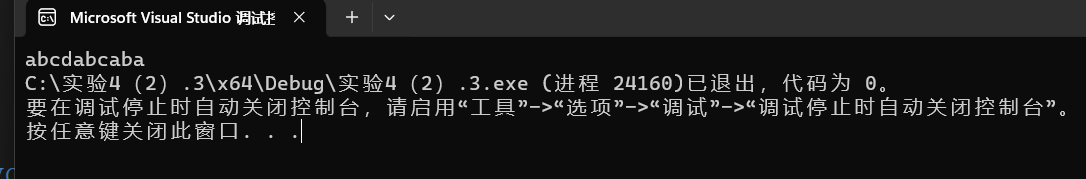 Microsoft Visual Studio 调试控
abcdabcaba
C:\实验4（2）.3\x64\Debug\实验4（2）.3.exe (进程 24160)已退出，代码为 0。
要在调试停止时自动关闭控制台，请启用“工具”->“选项”->“调试”->“调试停止时自动关闭控制台”。
按任意键关闭此窗口. . .